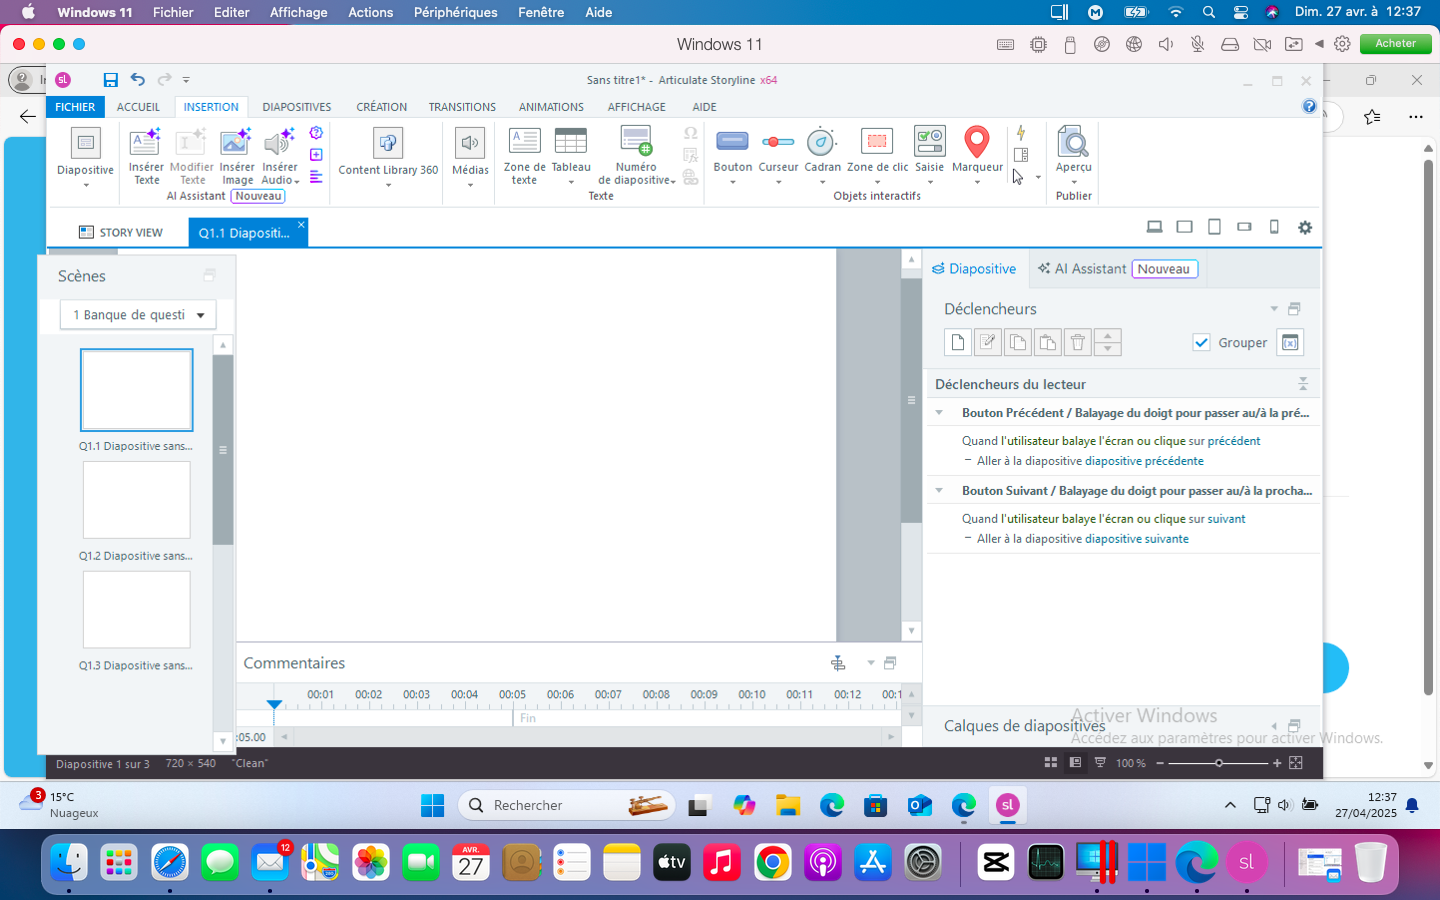 Windows 11
Fichier
Editer
Affichage
Actions
Périphériques
Fenêtre
Aide
Dim. 27 avr. à 12:37
Windows 11
Acheter
sl
Sans titre1* - Articulate Storyline x64
FICHIER
ACCUEIL
INSERTION
DIAPOSITIVES
CRÉATION
TRANSITIONS
ANIMATIONS
AFFICHAGE
AIDE
Diapositive
Insérer Texte
Modifier Texte
Insérer Image
Insérer Audio
AI Assistant Nouveau
Content Library 360
Médias
Zone de texte
Tableau
Numéro de diapositive
Texte
Bouton
Curseur
Cadran
Zone de clic
Saisie
Marqueur
Objets interactifs
Aperçu
Publier
STORY VIEW
Q1.1 Diapositi...
Scènes
1 Banque de questi
Q1.1 Diapositive sans...
Q1.2 Diapositive sans...
Q1.3 Diapositive sans...
Diapositive
AI Assistant Nouveau
Déclencheurs
Grouper
Déclencheurs du lecteur
Bouton Précédent / Balayage du doigt pour passer au/à la pré...
Quand l'utilisateur balaye l'écran ou clique sur précédent
– Aller à la diapositive diapositive précédente
Bouton Suivant / Balayage du doigt pour passer au/à la procha...
Quand l'utilisateur balaye l'écran ou clique sur suivant
– Aller à la diapositive diapositive suivante
Commentaires
00:01 00:02 00:03 00:04 00:05 00:06 00:07 00:08 00:09 00:10 00:11 00:12 00:1
Fin
:05.00
Calques de diapositives
Activer Windows
Accédez aux paramètres pour activer Windows.
Diapositive 1 sur 3
720 × 540
"Clean"
100 %
3
15°C
Nuageux
Rechercher
sl
12:37
27/04/2025
12
AVR.
27
tv
280
sl